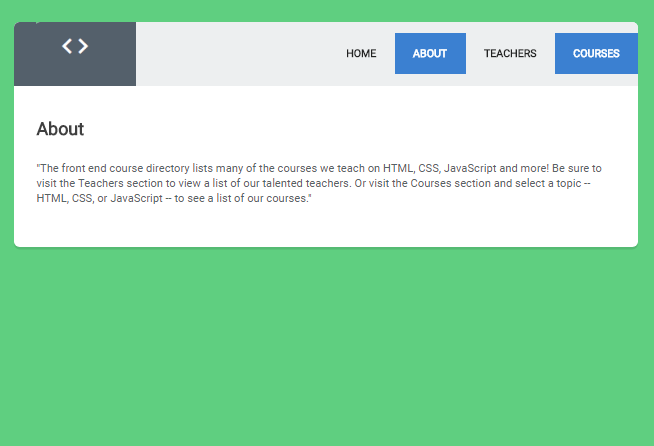 < >
HOME ABOUT TEACHERS COURSES
About
"The front end course directory lists many of the courses we teach on HTML, CSS, JavaScript and more! Be sure to
visit the Teachers section to view a list of our talented teachers. Or visit the Courses section and select a topic --
HTML, CSS, or JavaScript -- to see a list of our courses."